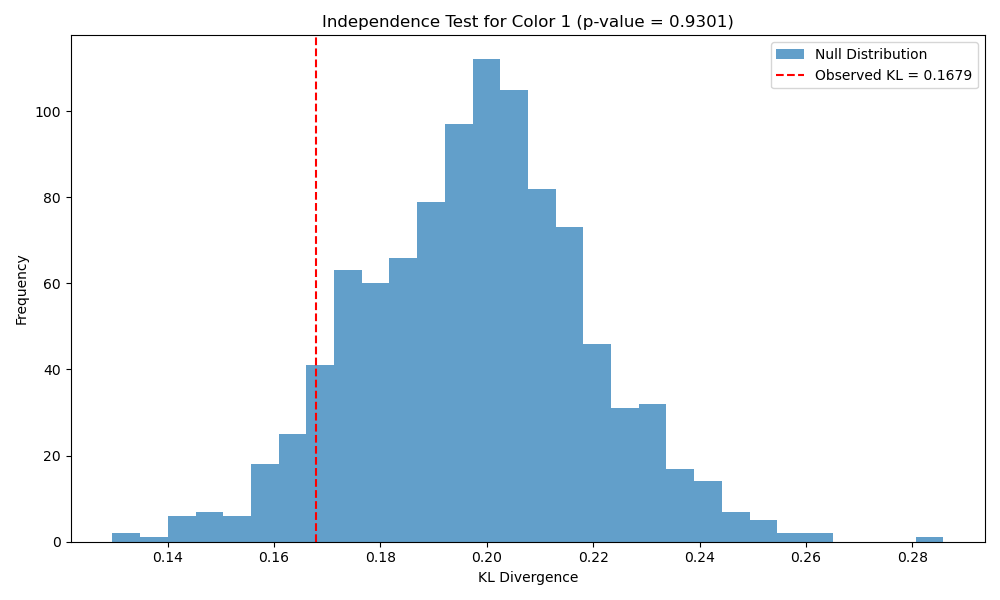 Independence Test for Color 1 (p-value = 0.9301)
Null Distribution
Observed KL = 0.1679
Frequency
100
80
60
40
20
0
0.14 0.16 0.18 0.20 0.22 0.24 0.26 0.28
KL Divergence